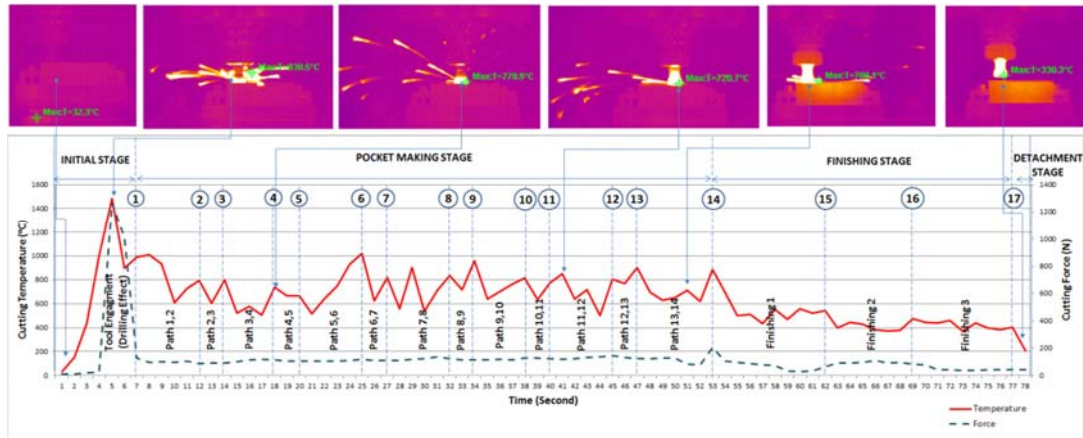 Max:T=32,3°C
Max:T=778,9°C
Max:T=720,7°C
Max:T=330,3°C
INITIAL STAGE
POCKET MAKING STAGE
FINISHING STAGE
DETACHMENT STAGE
1 2 3 4 5 6 7 8 9 10 11 12 13 14 15 16 17
1600
1400
1200
1000
800
600
400
200
0
Cutting Temperature (°C)
Tool Engagment
(Drilling Effect)
Path 1,2
Path 2,3
Path 3,4
Path 4,5
Path 5,6
Path 6,7
Path 7,8
Path 8,9
Path 9,10
Path 10,11
Path 11,12
Path 12,13
Path 13,14
Finishing 1
Finishing 2
Finishing 3
1400
1200
1000
800
600
400
200
0
Cutting Force (N)
1 2 3 4 5 6 7 8 9 10 11 12 13 14 15 16 17 18 19 20 21 22 23 24 25 26 27 28 29 30 31 32 33 34 35 36 37 38 39 40 41 42 43 44 45 46 47 48 49 50 51 52 53 54 55 56 57 58 59 60 61 62 63 64 65 66 67 68 69 70 71 72 73 74 75 76 77 78
Time (Second)
Temperature
Force